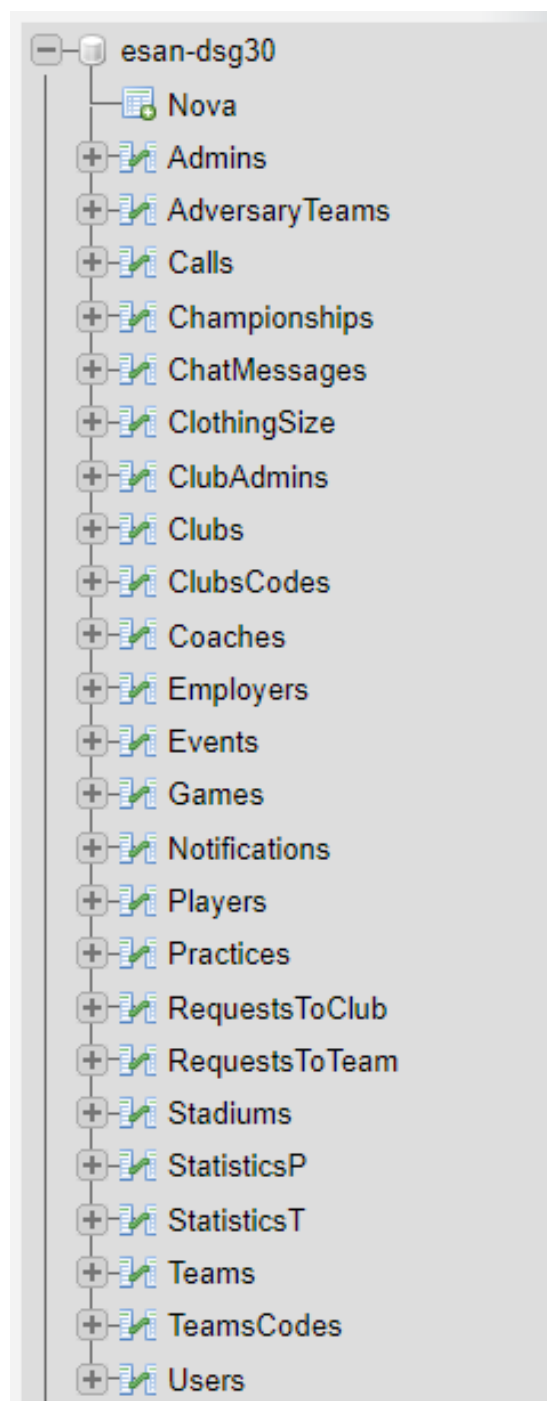 esan-dsg30
Nova
Admins
AdversaryTeams
Calls
Championships
ChatMessages
ClothingSize
ClubAdmins
Clubs
ClubsCodes
Coaches
Employers
Events
Games
Notifications
Players
Practices
RequestsToClub
RequestsToTeam
Stadiums
StatisticsP
StatisticsT
Teams
TeamsCodes
Users